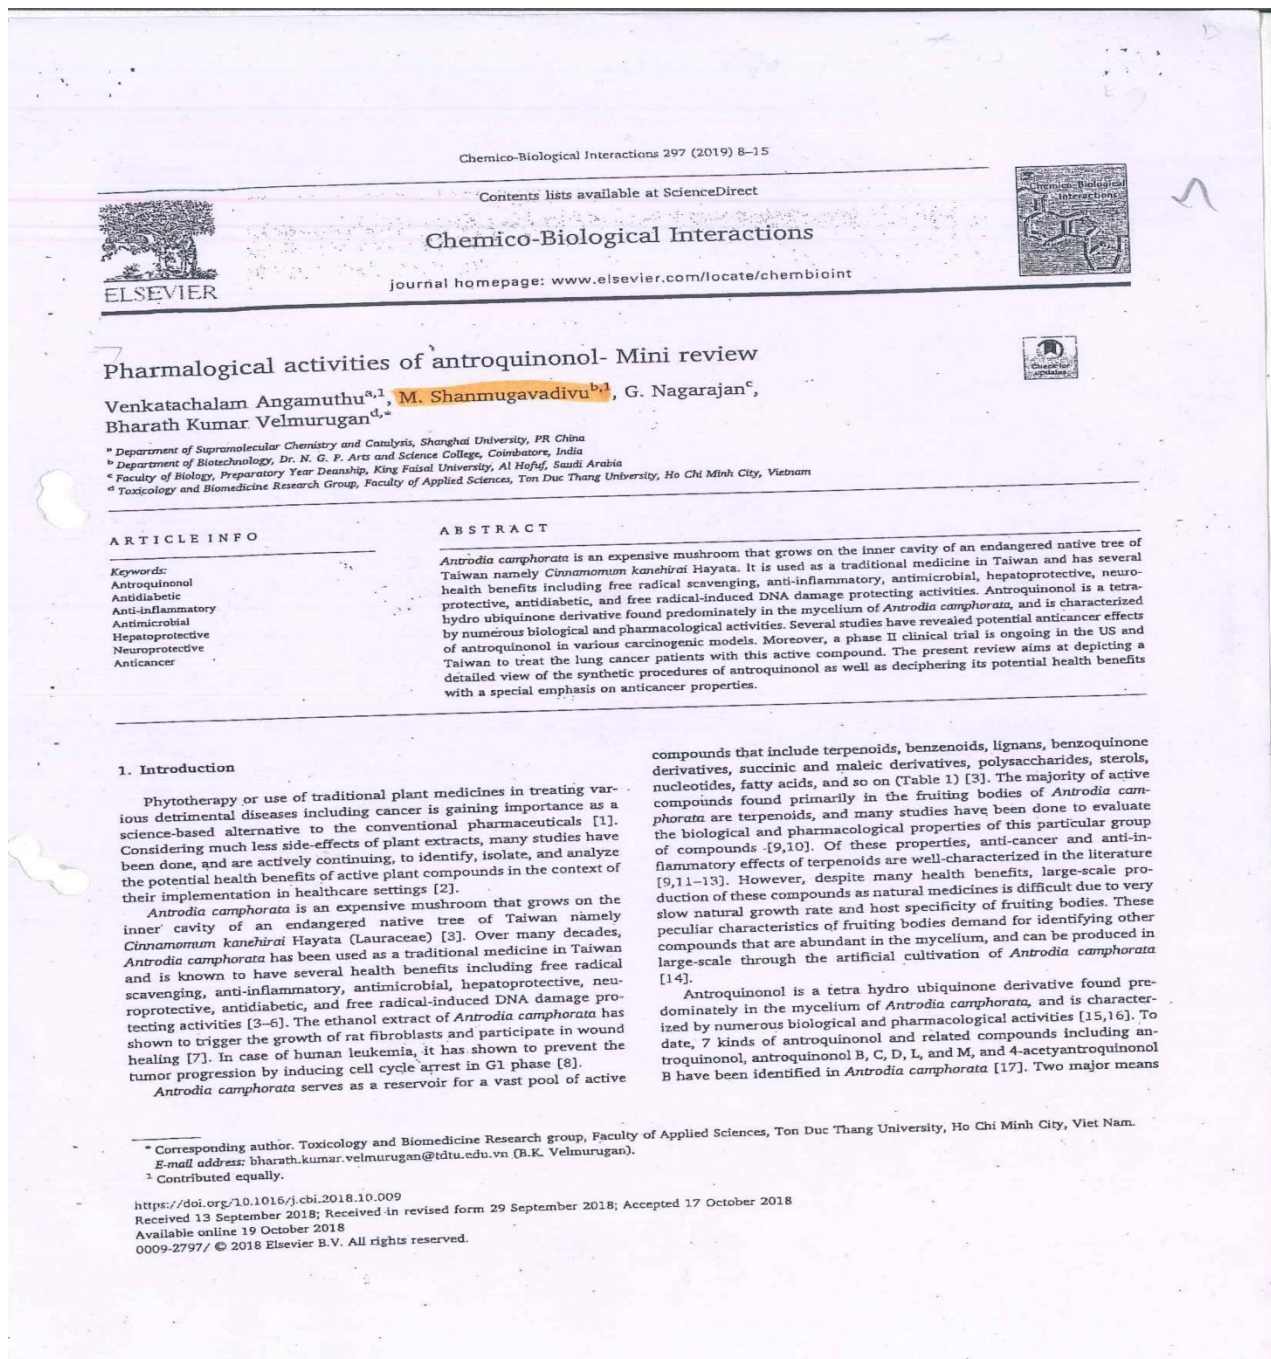 Chemico-Biological Interactions 297 (2019) 8–15
Contents lists available at ScienceDirect
Chemico-Biological Interactions
journal homepage: www.elsevier.com/locate/chembioint
ELSEVIER
Chemico-Biological
Interactions
Pharmalogical activities of antroquinonol- Mini review
Check for
updates
Venkatachalam Angamuthuᵃ,¹, M. Shanmugavadivuᵇ,¹, G. Nagarajanᶜ,
Bharath Kumar Velmuruganᵈ,*
ᵃ Department of Supramolecular Chemistry and Catalysis, Shanghai University, PR China
ᵇ Department of Biotechnology, Dr. N. G. P. Arts and Science College, Coimbatore, India
ᶜ Faculty of Biology, Preparatory Year Deanship, King Faisal University, Al Hofuf, Saudi Arabia
ᵈ Toxicology and Biomedicine Research Group, Faculty of Applied Sciences, Ton Duc Thang University, Ho Chi Minh City, Vietnam
ARTICLE INFO
Keywords:
Antroquinonol
Antidiabetic
Anti-inflammatory
Antimicrobial
Hepatoprotective
Neuroprotective
Anticancer
ABSTRACT
Antrodia camphorata is an expensive mushroom that grows on the inner cavity of an endangered native tree of
Taiwan namely Cinnamomum kanehirai Hayata. It is used as a traditional medicine in Taiwan and has several
health benefits including free radical scavenging, anti-inflammatory, antimicrobial, hepatoprotective, neuro-
protective, antidiabetic, and free radical-induced DNA damage protecting activities. Antroquinonol is a tetra-
hydro ubiquinone derivative found predominately in the mycelium of Antrodia camphorata, and is characterized
by numerous biological and pharmacological activities. Several studies have revealed potential anticancer effects
of antroquinonol in various carcinogenic models. Moreover, a phase II clinical trial is ongoing in the US and
Taiwan to treat the lung cancer patients with this active compound. The present review aims at depicting a
detailed view of the synthetic procedures of antroquinonol as well as deciphering its potential health benefits
with a special emphasis on anticancer properties.
1. Introduction
Phytotherapy or use of traditional plant medicines in treating var-
ious detrimental diseases including cancer is gaining importance as a
science-based alternative to the conventional pharmaceuticals [1].
Considering much less side-effects of plant extracts, many studies have
been done, and are actively continuing, to identify, isolate, and analyze
the potential health benefits of active plant compounds in the context of
their implementation in healthcare settings [2].
Antrodia camphorata is an expensive mushroom that grows on the
inner cavity of an endangered native tree of Taiwan namely
Cinnamomum kanehirai Hayata (Lauraceae) [3]. Over many decades,
Antrodia camphorata has been used as a traditional medicine in Taiwan
and is known to have several health benefits including free radical
scavenging, anti-inflammatory, antimicrobial, hepatoprotective, neu-
roprotective, antidiabetic, and free radical-induced DNA damage pro-
tecting activities [3–6]. The ethanol extract of Antrodia camphorata has
shown to trigger the growth of rat fibroblasts and participate in wound
healing [7]. In case of human leukemia, it has shown to prevent the
tumor progression by inducing cell cycle arrest in G1 phase [8].
Antrodia camphorata serves as a reservoir for a vast pool of active
compounds that include terpenoids, benzenoids, lignans, benzoquinone
derivatives, succinic and maleic derivatives, polysaccharides, sterols,
nucleotides, fatty acids, and so on (Table 1) [3]. The majority of active
compounds found primarily in the fruiting bodies of Antrodia cam-
phorata are terpenoids, and many studies have been done to evaluate
the biological and pharmacological properties of this particular group
of compounds [9,10]. Of these properties, anti-cancer and anti-in-
flammatory effects of terpenoids are well-characterized in the literature
[9,11–13]. However, despite many health benefits, large-scale pro-
duction of these compounds as natural medicines is difficult due to very
slow natural growth rate and host specificity of fruiting bodies. These
peculiar characteristics of fruiting bodies demand for identifying other
compounds that are abundant in the mycelium, and can be produced in
large-scale through the artificial cultivation of Antrodia camphorata
[14].
Antroquinonol is a tetra hydro ubiquinone derivative found pre-
dominately in the mycelium of Antrodia camphorata, and is character-
ized by numerous biological and pharmacological activities [15,16]. To
date, 7 kinds of antroquinonol and related compounds including an-
troquinonol, antroquinonol B, C, D, L, and M, and 4-acetyantroquinonol
B have been identified in Antrodia camphorata [17]. Two major means
* Corresponding author. Toxicology and Biomedicine Research group, Faculty of Applied Sciences, Ton Duc Thang University, Ho Chi Minh City, Viet Nam.
E-mail address: bharath.kumar.velmurugan@tdtu.edu.vn (B.K. Velmurugan).
¹ Contributed equally.
https://doi.org/10.1016/j.cbi.2018.10.009
Received 13 September 2018; Received in revised form 29 September 2018; Accepted 17 October 2018
Available online 19 October 2018
0009-2797/ © 2018 Elsevier B.V. All rights reserved.